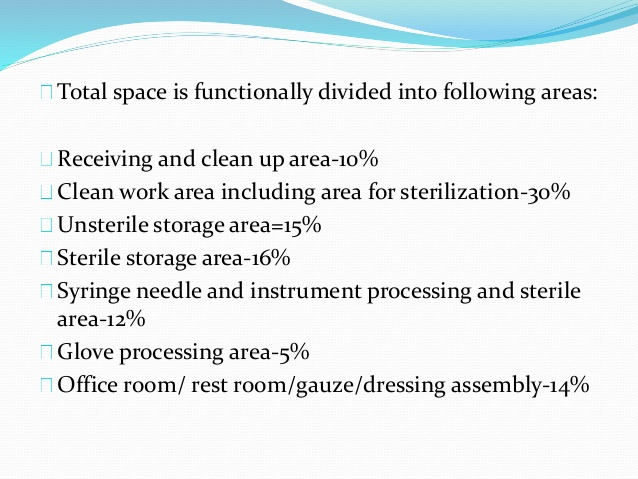 Total space is functionally divided into following areas:
Receiving and clean up area-10%
Clean work area including area for sterilization-30%
Unsterile storage area=15%
Sterile storage area-16%
Syringe needle and instrument processing and sterile
area-12%
Glove processing area-5%
Office room/ rest room/gauze/dressing assembly-14%